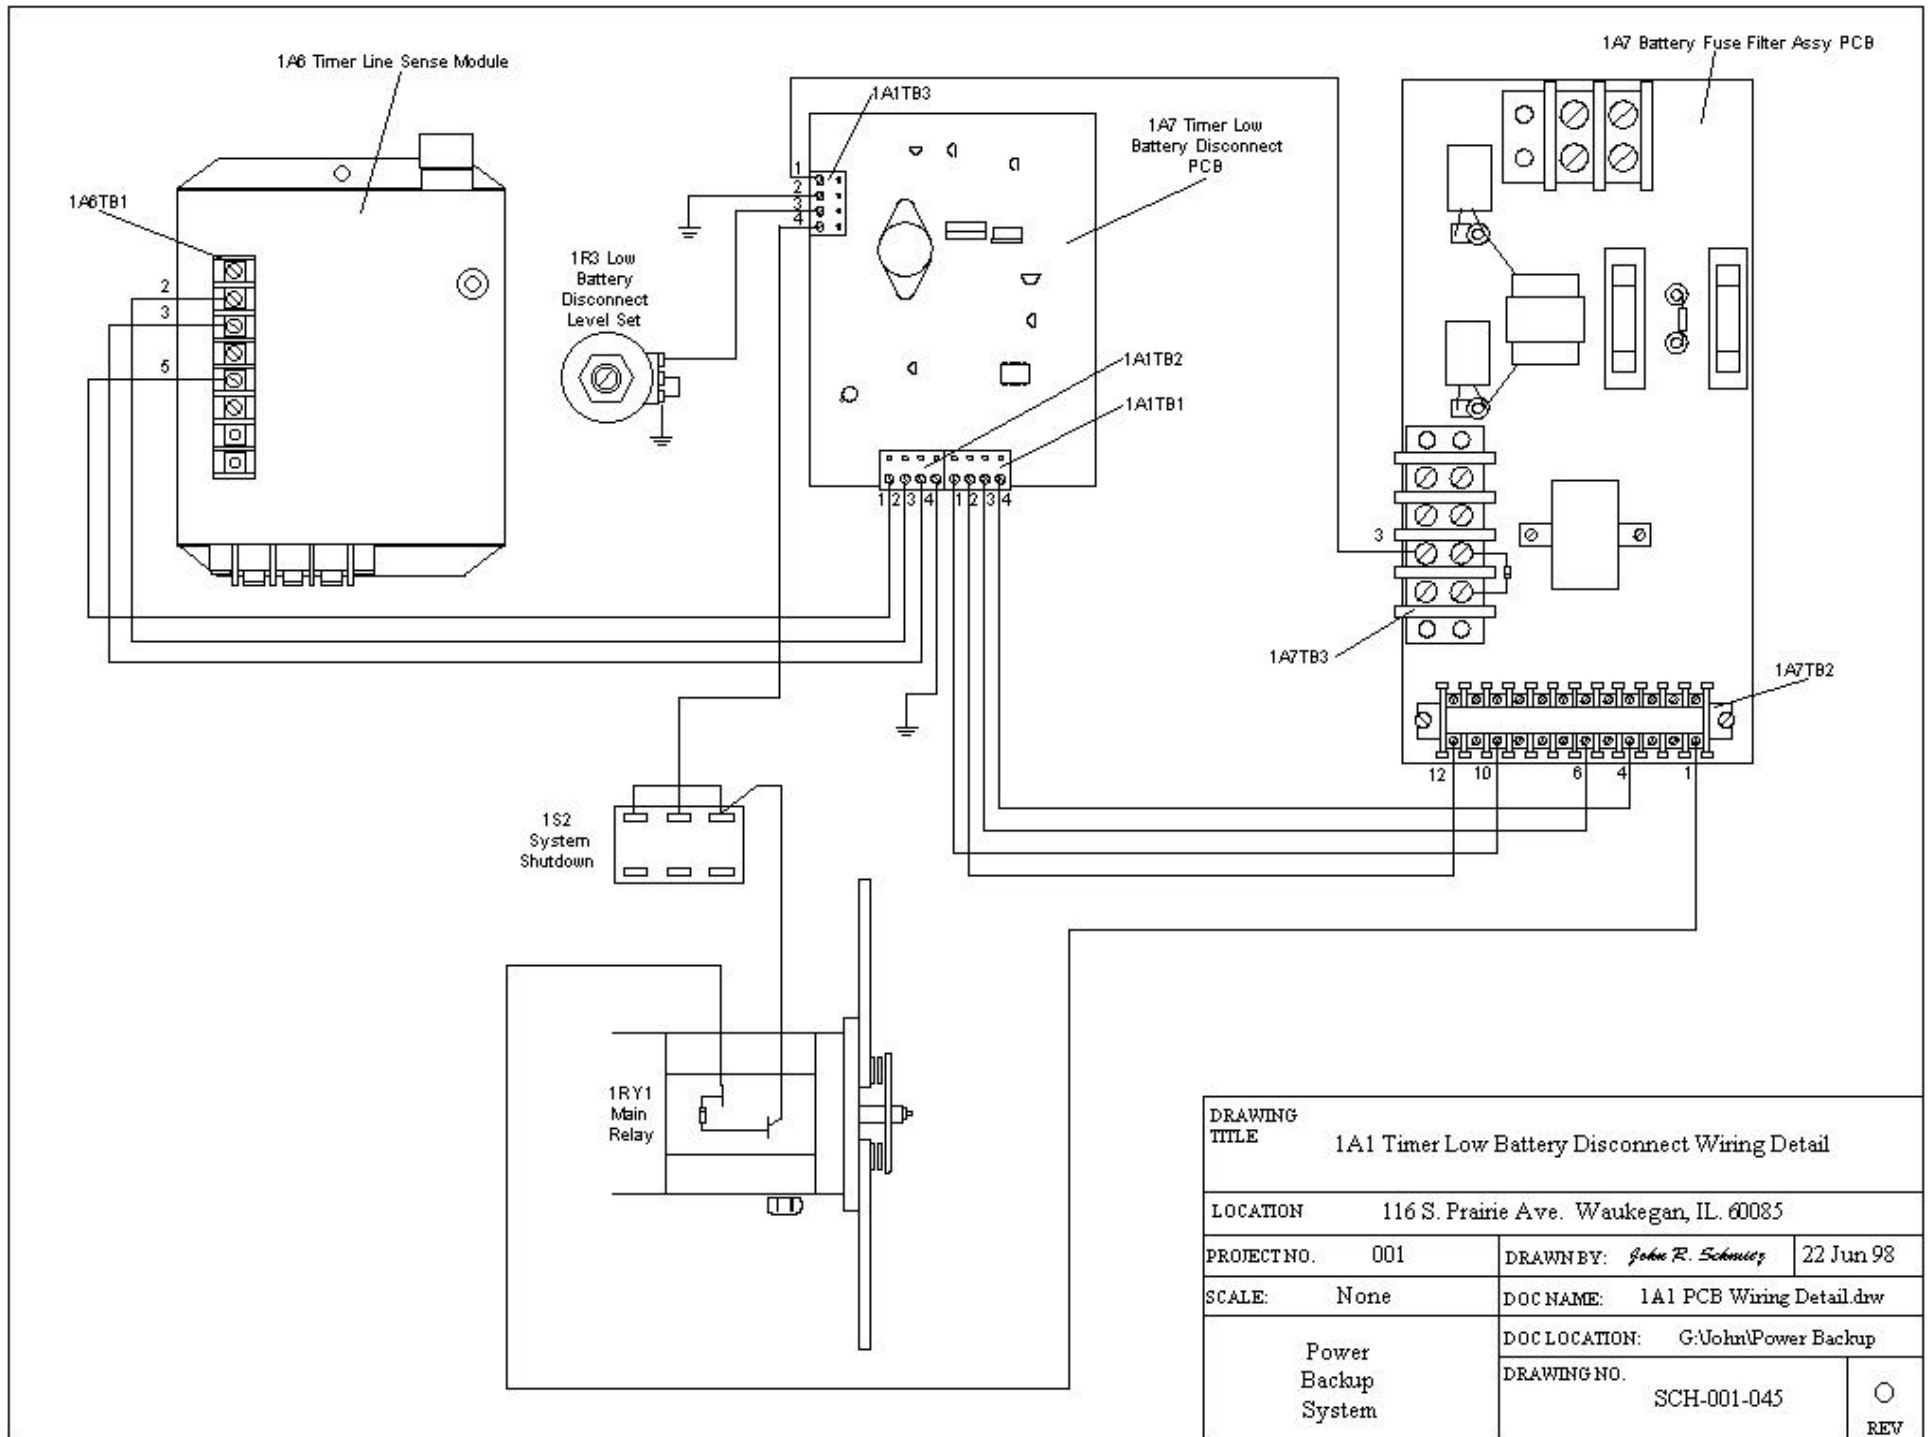 1A6 Timer Line Sense Module
1A7 Battery Fuse Filter Assy PCB
1A1TB3
1A7 Timer Low
Battery Disconnect
PCB
1A6TB1
1
2
3
4
2
3
5
1R3 Low
Battery
Disconnect
Level Set
1A1TB2
1A1TB1
1 2 3 4 1 2 3 4
3
1A7TB3
1A7TB2
12 10 6 4 1
1S2
System
Shutdown
1RY1
Main
Relay
DRAWING
TITLE
1A1 Timer Low Battery Disconnect Wiring Detail
LOCATION 116 S. Prairie Ave. Waukegan, IL. 60085
PROJECT NO. 001
DRAWN BY: John R. Schmitz 22 Jun 98
SCALE: None
DOC NAME: 1A1 PCB Wiring Detail.drw
DOC LOCATION: G:\John\Power Backup
Power
Backup
System
DRAWING NO.
SCH-001-045
REV